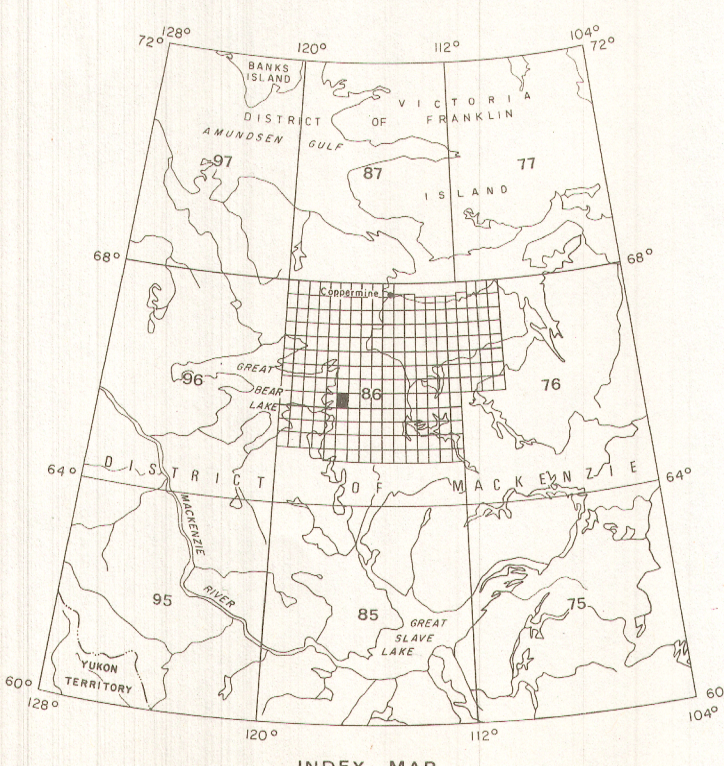 128°
120°
112°
104°
72°
72°
BANKS
ISLAND
VICTORIA
DISTRICT OF FRANKLIN
AMUNDSEN GULF
97
87
77
ISLAND
68°
68°
Coppermine
GREAT
96
BEAR
86
76
LAKE
DISTRICT OF MACKENZIE
64°
64°
MACKENZIE
RIVER
95
85
75
GREAT
SLAVE
LAKE
YUKON
TERRITORY
60°
60
128°
104°
120°
112°
INDEX MAP